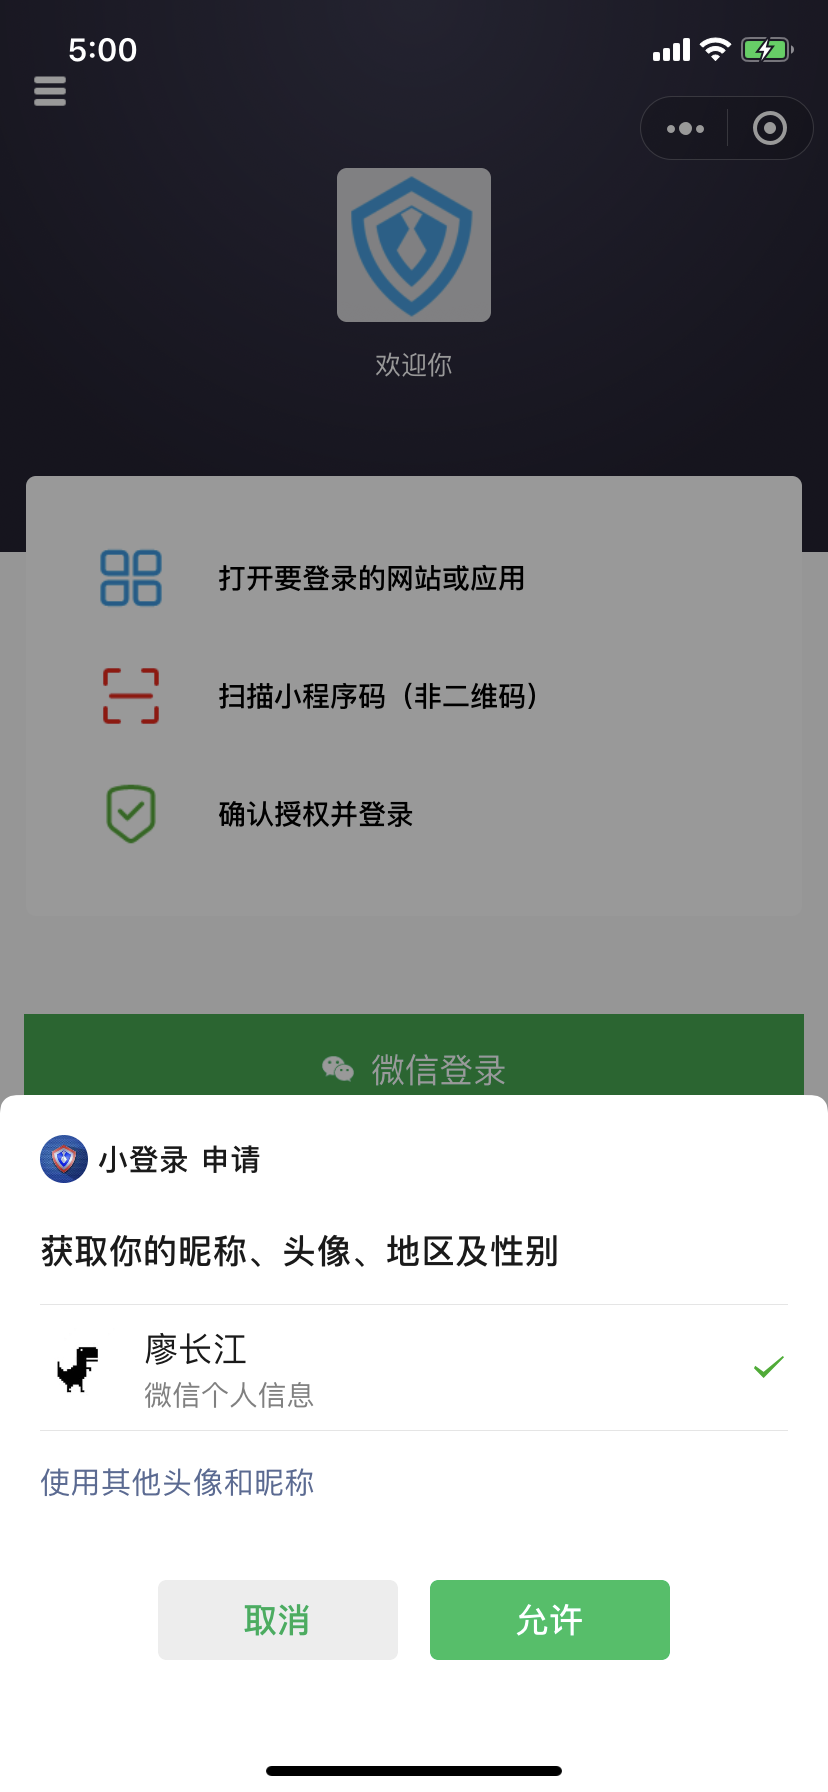 5:00
欢迎你
打开要登录的网站或应用
扫描小程序码（非二维码）
确认授权并登录
微信登录
小登录 申请
获取你的昵称、头像、地区及性别
廖长江
微信个人信息
使用其他头像和昵称
取消
允许